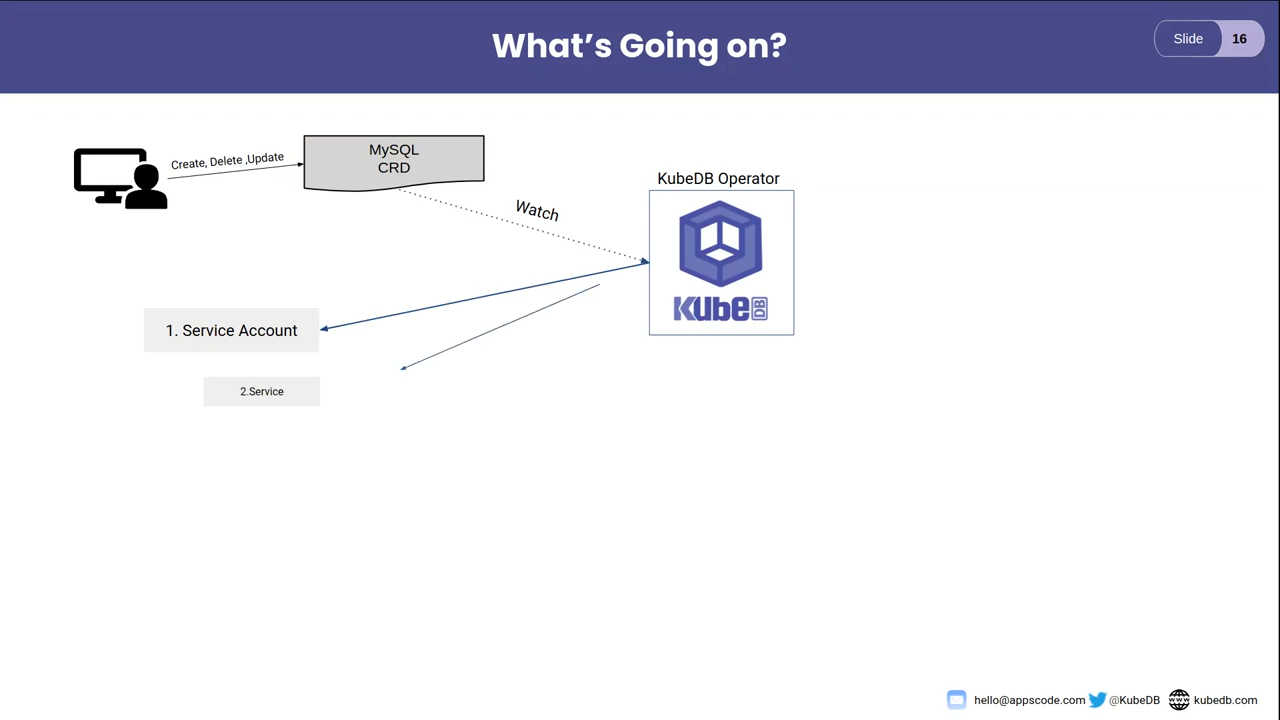 What's Going on?
Slide 16
Create, Delete ,Update
MySQL
CRD
Watch
KubeDB Operator
KubeDB
1. Service Account
2.Service
hello@appscode.com @KubeDB kubedb.com